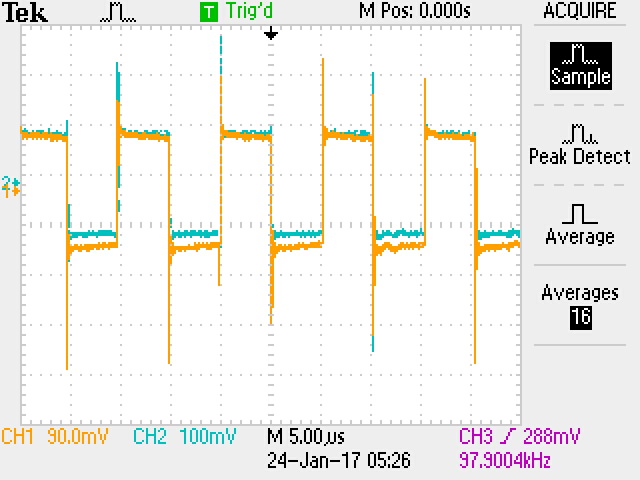 Tek T Trig'd M Pos: 0.000s ACQUIRE
Sample
Peak Detect
Average
Averages
16
2
1
CH1 90.0mV CH2 100mV M 5.00µs CH3 288mV
24-Jan-17 05:26 97.9004kHz